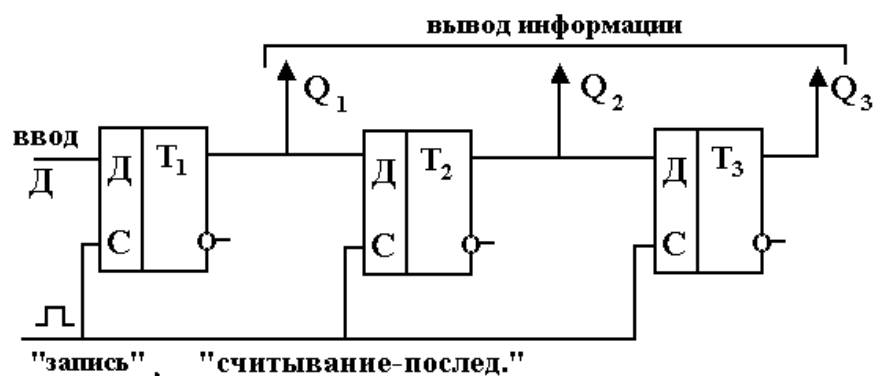 вывод информации
Q1 Q2 Q3
ввод
Д
Д T1 Д T2 Д T3
C C C
"запись", "считывание-послед."